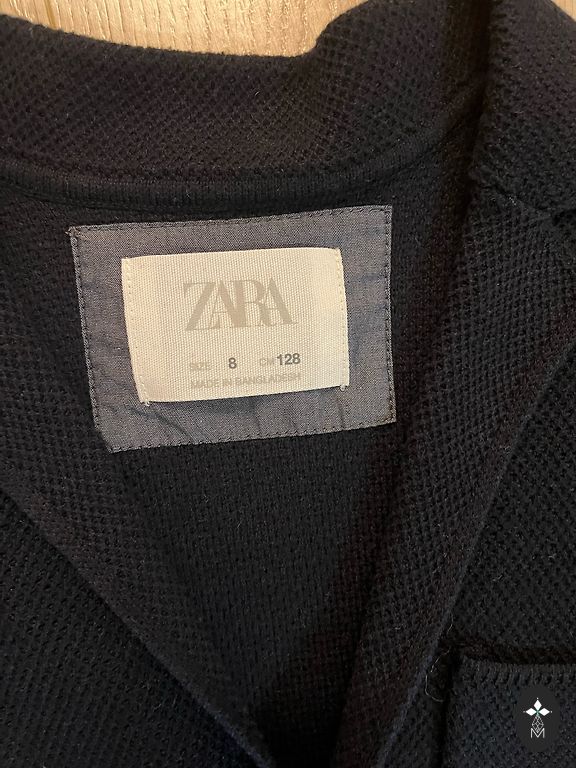 ZARA
SIZE 8 CM 128
MADE IN BANGLADESH
M